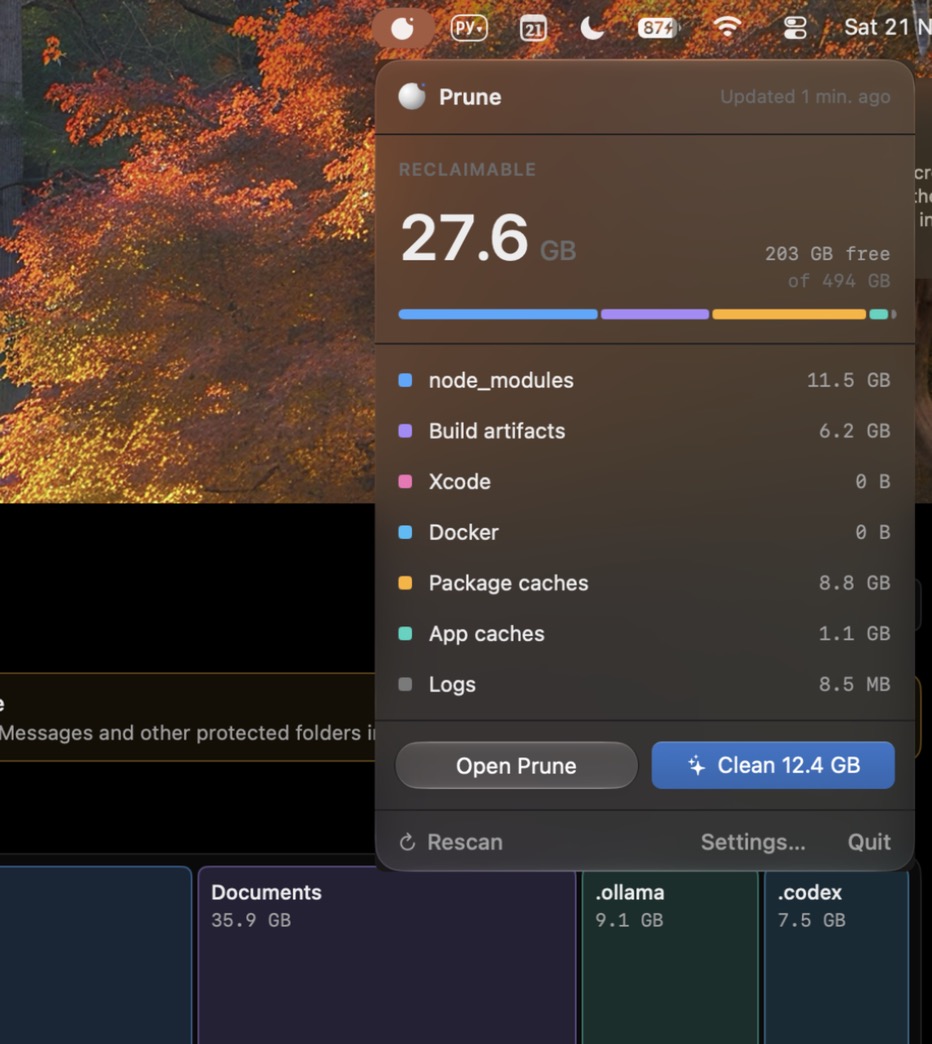 РУ
21
87
Sat 21 N
Prune
Updated 1 min. ago
RECLAIMABLE
27.6 GB
203 GB free
of 494 GB
node_modules 11.5 GB
Build artifacts 6.2 GB
Xcode 0 B
Docker 0 B
Package caches 8.8 GB
App caches 1.1 GB
Logs 8.5 MB
Messages and other protected folders
Open Prune
Clean 12.4 GB
Rescan
Settings...
Quit
Documents
35.9 GB
.ollama
9.1 GB
.codex
7.5 GB